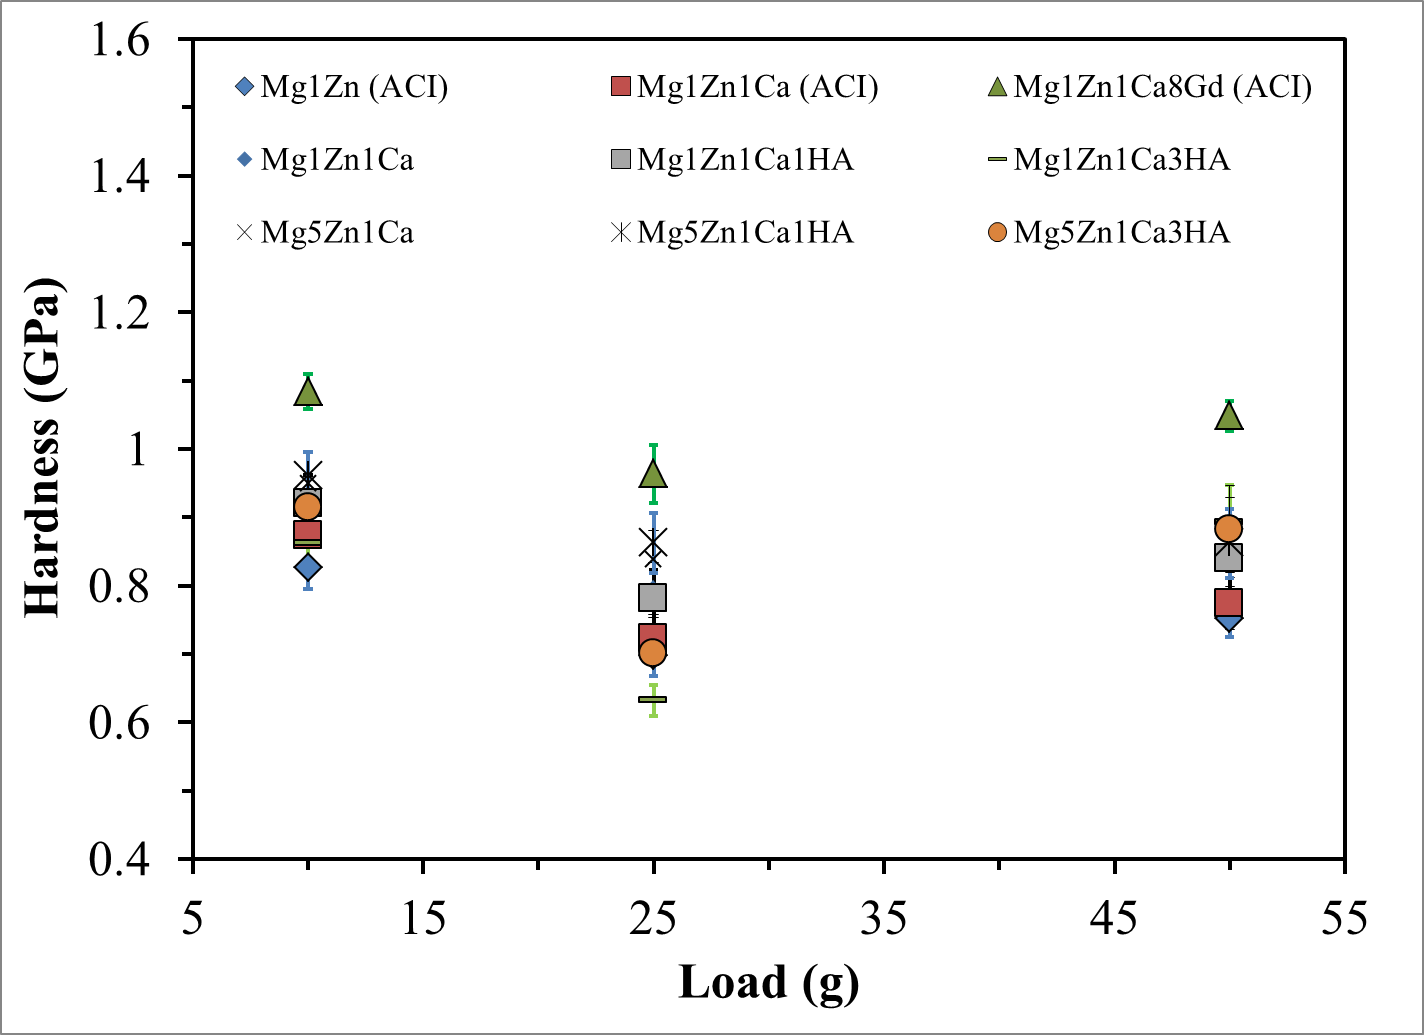 1.6
Mg1Zn (ACI) Mg1Zn1Ca (ACI) Mg1Zn1Ca8Gd (ACI)
Mg1Zn1Ca Mg1Zn1Ca1HA Mg1Zn1Ca3HA
Mg5Zn1Ca Mg5Zn1Ca1HA Mg5Zn1Ca3HA
1.4
1.2
1
0.8
0.6
0.4
Hardness (GPa)
5 15 25 35 45 55
Load (g)